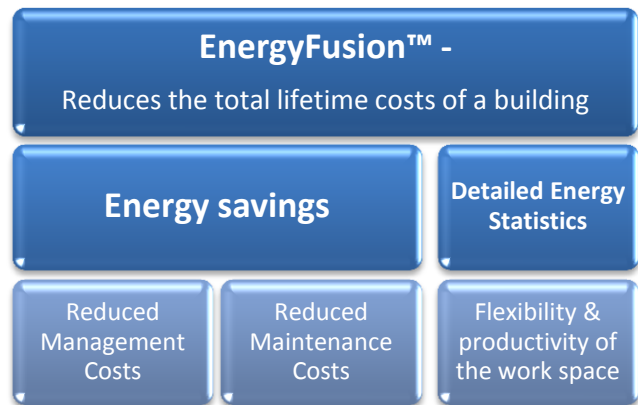 EnergyFusion™ -
Reduces the total lifetime costs of a building
Energy savings
Detailed Energy
Statistics
Reduced
Management
Costs
Reduced
Maintenance
Costs
Flexibility &
productivity of
the work space